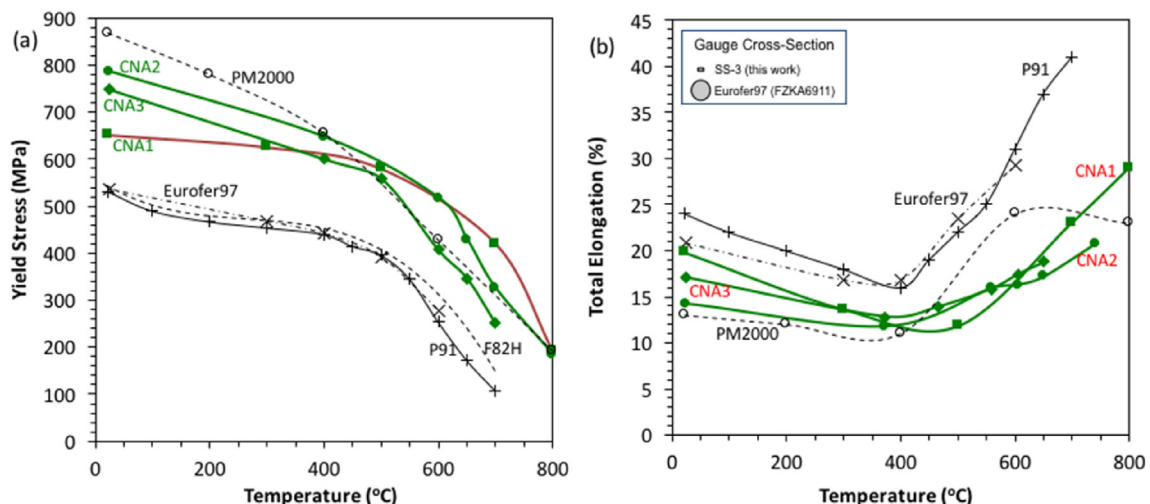 (a)
900
800
700
600
500
400
300
200
100
0
Yield Stress (MPa)
CNA2
CNA3
CNA1
PM2000
Eurofer97
P91
F82H
0 200 400 600 800
Temperature (°C)
(b)
45
40
35
30
25
20
15
10
5
0
Total Elongation (%)
Gauge Cross-Section
SS-3 (this work)
Eurofer97 (FZKA6911)
P91
Eurofer97
CNA1
CNA2
CNA3
PM2000
0 200 400 600 800
Temperature (°C)